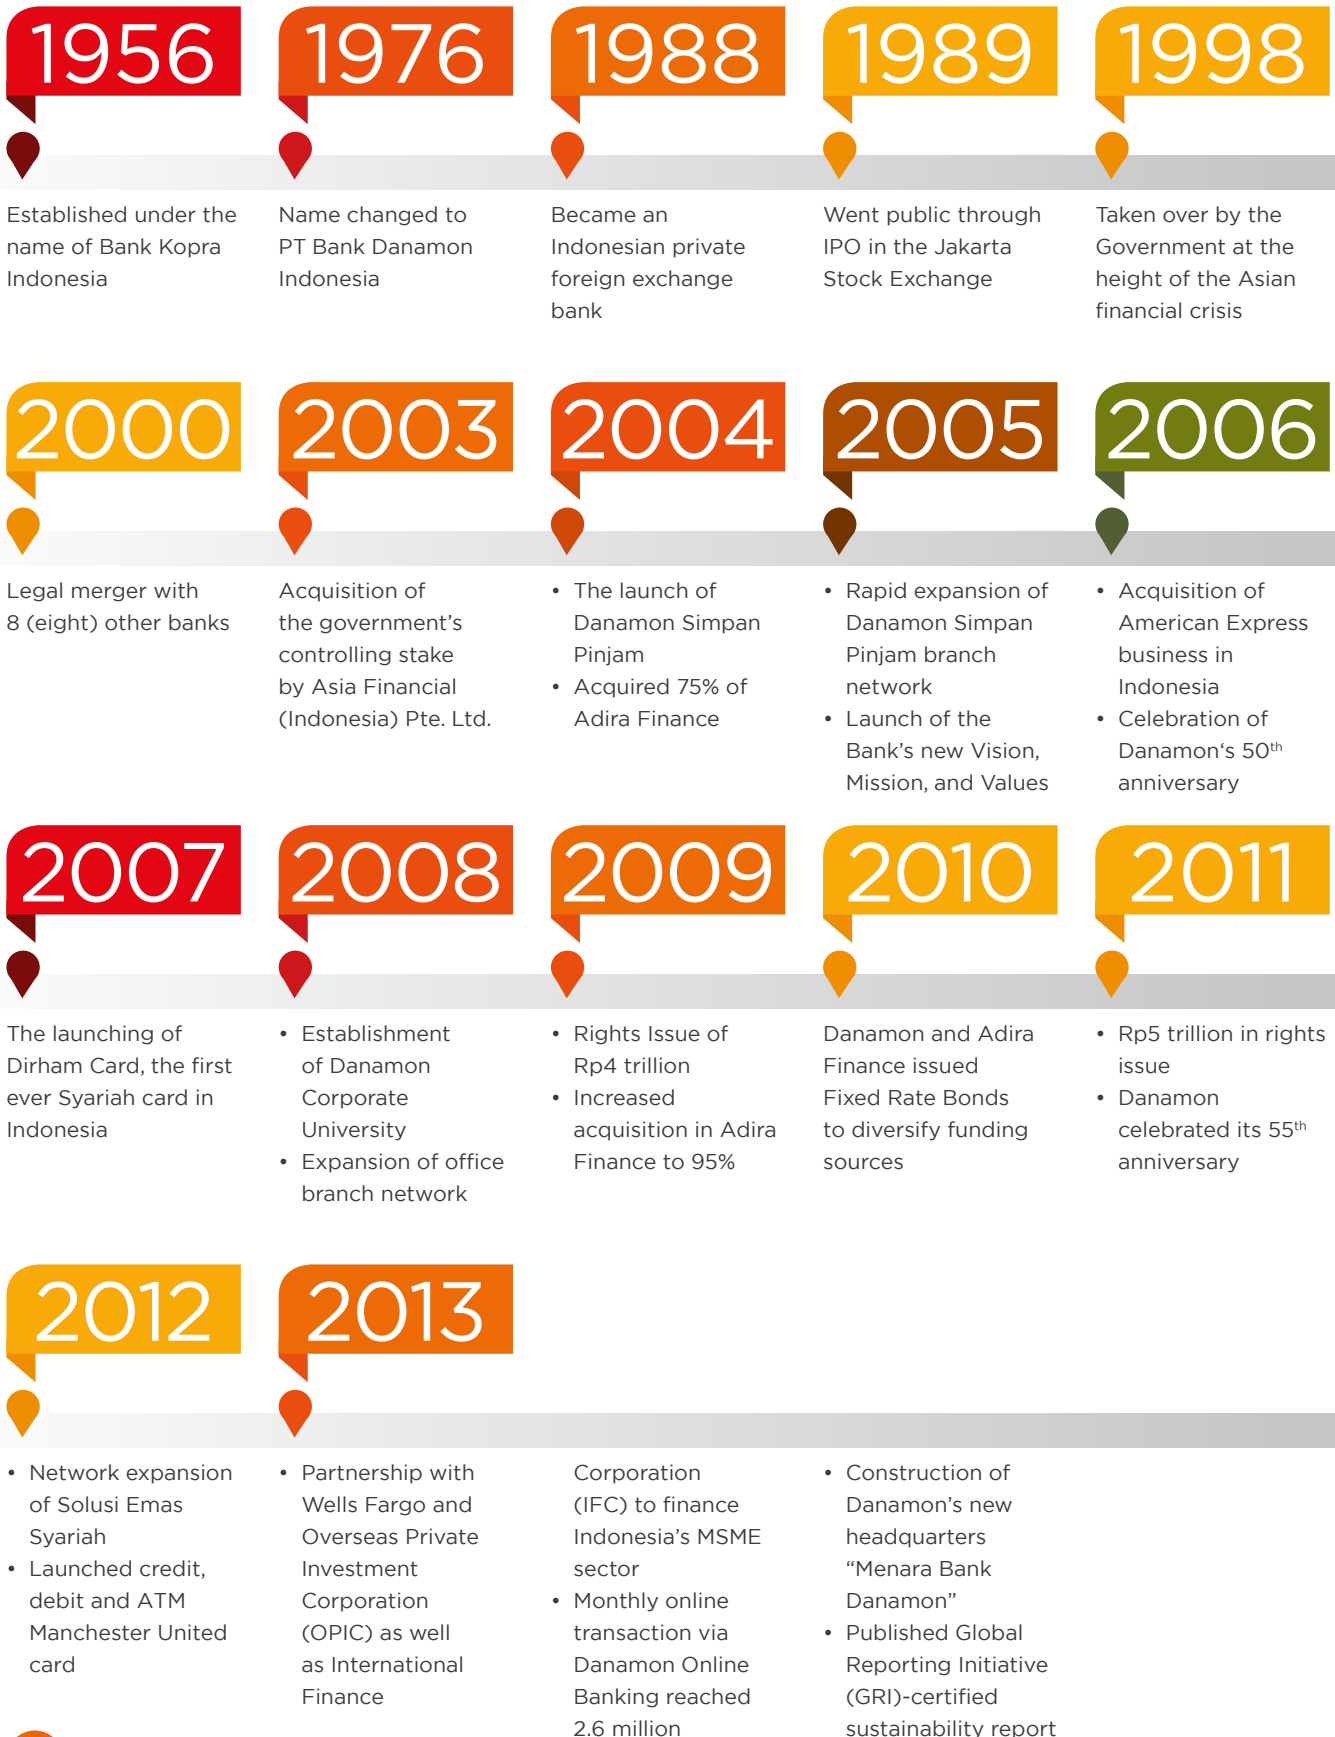 1956
Established under the
name of Bank Kopra
Indonesia
1976
Name changed to
PT Bank Danamon
Indonesia
1988
Became an
Indonesian private
foreign exchange
bank
1989
Went public through
IPO in the Jakarta
Stock Exchange
1998
Taken over by the
Government at the
height of the Asian
financial crisis
2000
Legal merger with
8 (eight) other banks
2003
Acquisition of
the government’s
controlling stake
by Asia Financial
(Indonesia) Pte. Ltd.
2004
• The launch of
Danamon Simpan
Pinjam
• Acquired 75% of
Adira Finance
2005
• Rapid expansion of
Danamon Simpan
Pinjam branch
network
• Launch of the
Bank’s new Vision,
Mission, and Values
2006
• Acquisition of
American Express
business in
Indonesia
• Celebration of
Danamon‘s 50th
anniversary
2007
The launching of
Dirham Card, the first
ever Syariah card in
Indonesia
2008
• Establishment
of Danamon
Corporate
University
• Expansion of office
branch network
2009
• Rights Issue of
Rp4 trillion
• Increased
acquisition in Adira
Finance to 95%
2010
Danamon and Adira
Finance issued
Fixed Rate Bonds
to diversify funding
sources
2011
• Rp5 trillion in rights
issue
• Danamon
celebrated its 55th
anniversary
2012
• Network expansion
of Solusi Emas
Syariah
• Launched credit,
debit and ATM
Manchester United
card
2013
• Partnership with
Wells Fargo and
Overseas Private
Investment
Corporation
(OPIC) as well
as International
Finance
Corporation
(IFC) to finance
Indonesia’s MSME
sector
• Monthly online
transaction via
Danamon Online
Banking reached
2.6 million
• Construction of
Danamon’s new
headquarters
“Menara Bank
Danamon”
• Published Global
Reporting Initiative
(GRI)-certified
sustainability report